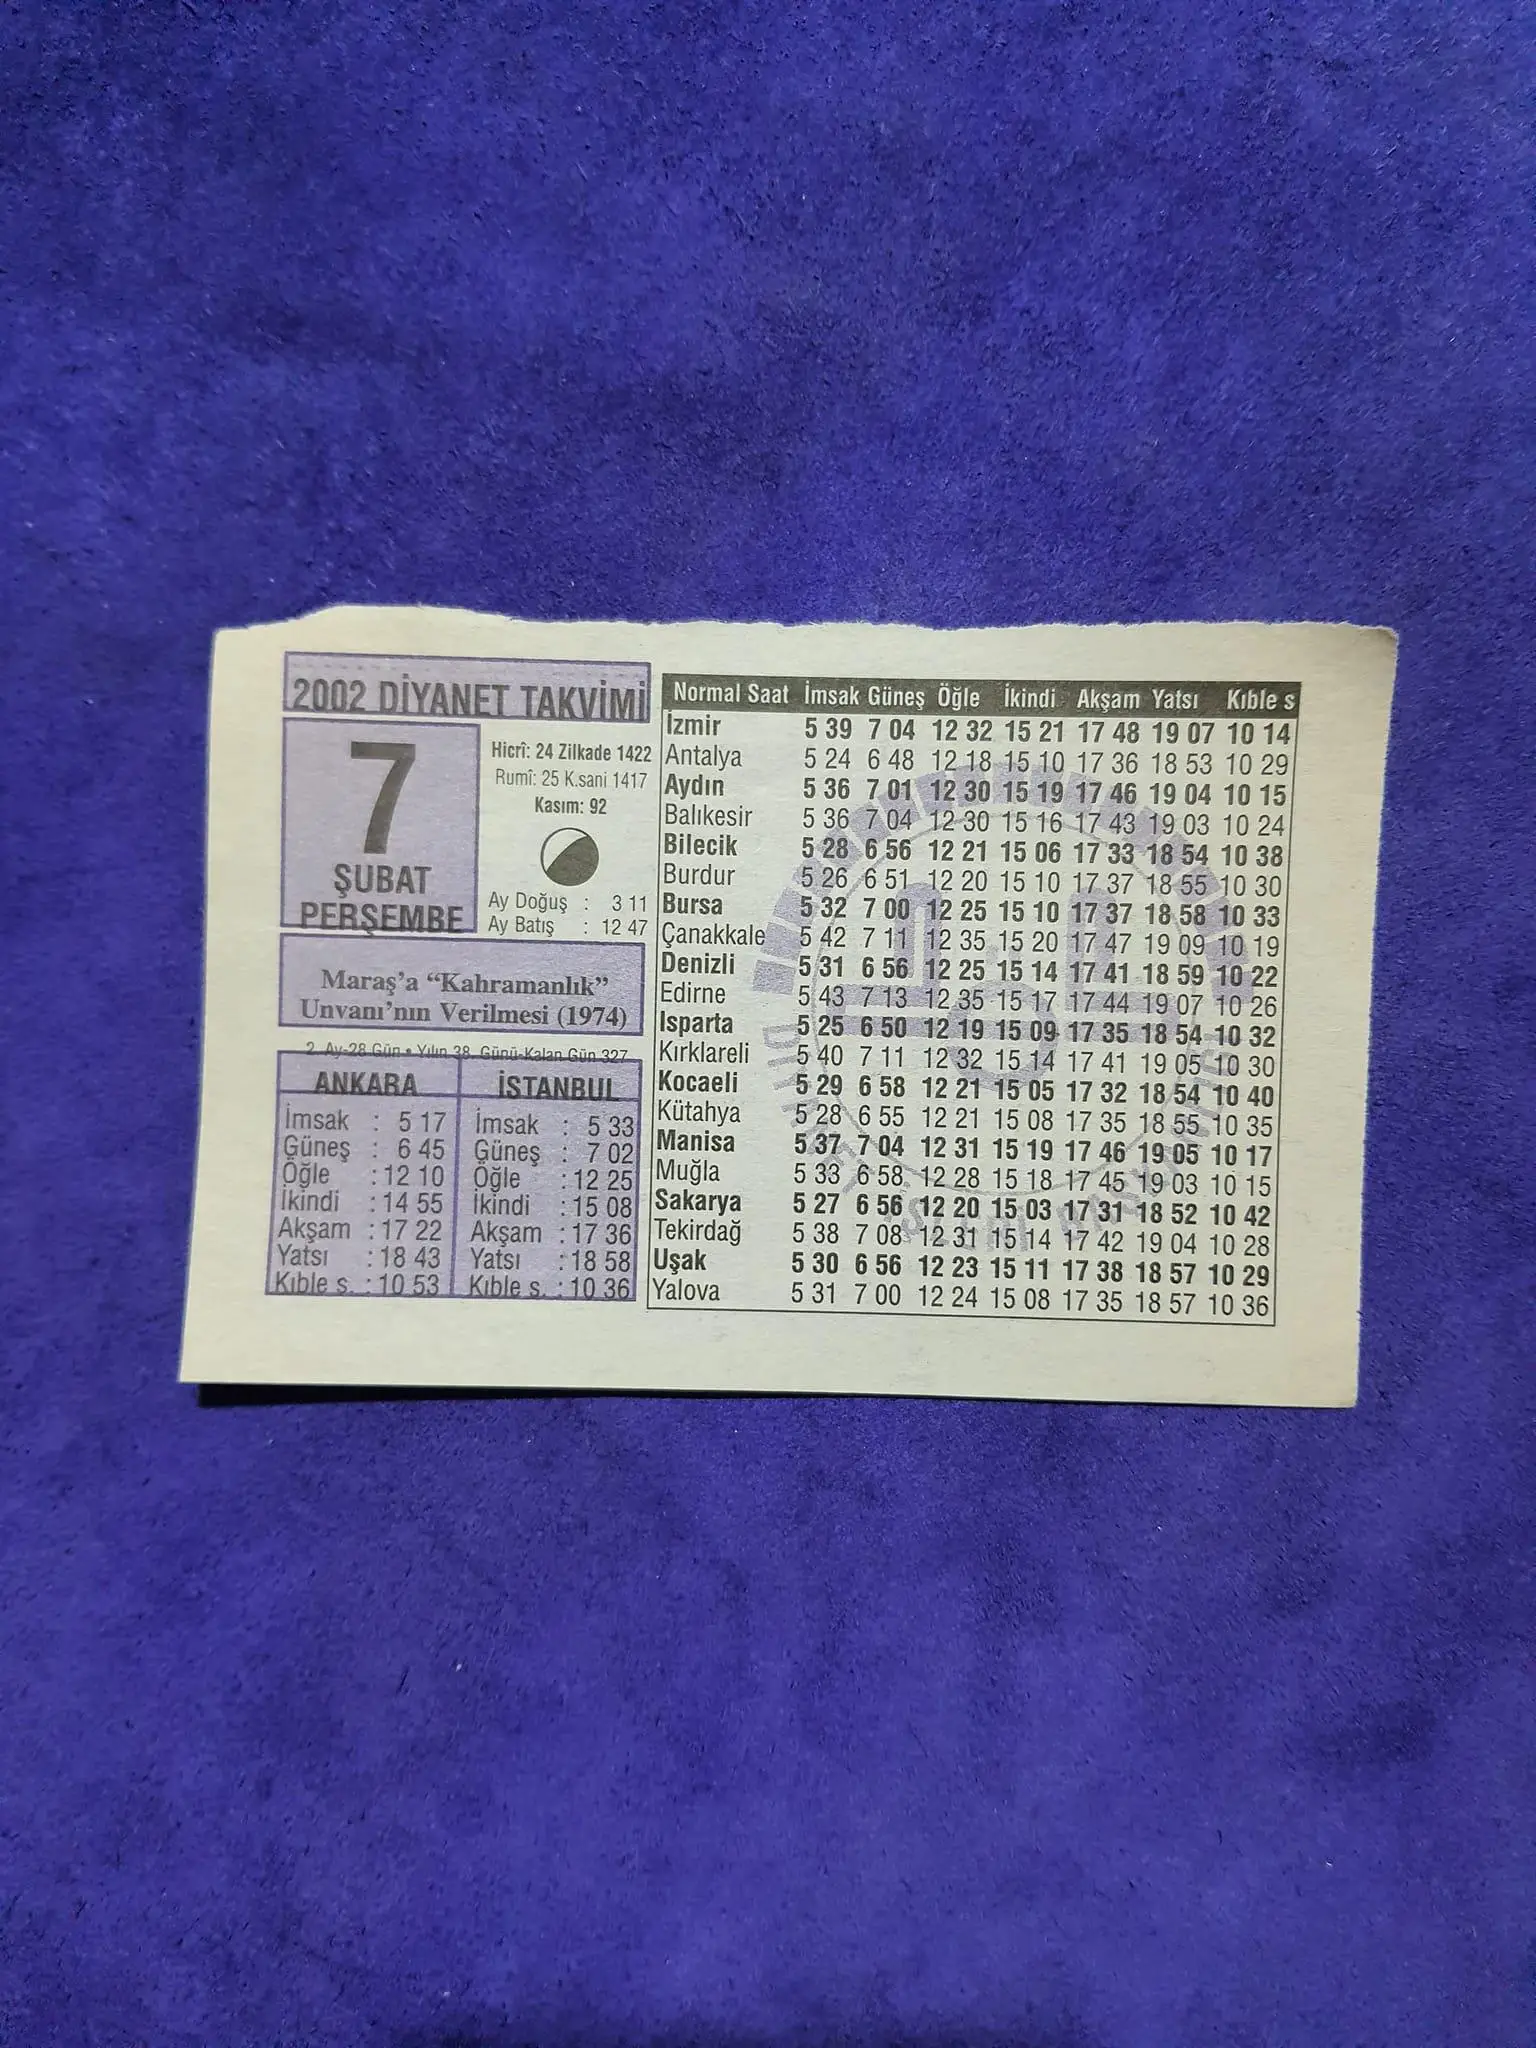 2002 DİYANET TAKVİMİ
7
ŞUBAT
PERŞEMBE
Hicrî: 24 Zilkade 1422
Rumî: 25 K.sani 1417
Kasım: 92
Ay Doğuş : 3 11
Ay Batış : 12 47
Maraş'a “Kahramanlık”
Unvanı'nın Verilmesi (1974)
2. Ay-28 Gün • Yılın 38. Günü-Kalan Gün 327
ANKARA
İmsak : 5 17
Güneş : 6 45
Öğle : 12 10
İkindi : 14 55
Akşam : 17 22
Yatsı : 18 43
Kıble s. : 10 53
İSTANBUL
İmsak : 5 33
Güneş : 7 02
Öğle : 12 25
İkindi : 15 08
Akşam : 17 36
Yatsı : 18 58
Kıble s. : 10 36
Normal Saat İmsak Güneş Öğle İkindi Akşam Yatsı Kıble s
İzmir 5 39 7 04 12 32 15 21 17 48 19 07 10 14
Antalya 5 24 6 48 12 18 15 10 17 36 18 53 10 29
Aydın 5 36 7 01 12 30 15 19 17 46 19 04 10 15
Balıkesir 5 36 7 04 12 30 15 16 17 43 19 03 10 24
Bilecik 5 28 6 56 12 21 15 06 17 33 18 54 10 38
Burdur 5 26 6 51 12 20 15 10 17 37 18 55 10 30
Bursa 5 32 7 00 12 25 15 10 17 37 18 58 10 33
Çanakkale 5 42 7 11 12 35 15 20 17 47 19 09 10 19
Denizli 5 31 6 56 12 25 15 14 17 41 18 59 10 22
Edirne 5 43 7 13 12 35 15 17 17 44 19 07 10 26
Isparta 5 25 6 50 12 19 15 09 17 35 18 54 10 32
Kırklareli 5 40 7 11 12 32 15 14 17 41 19 05 10 30
Kocaeli 5 29 6 58 12 21 15 05 17 32 18 54 10 40
Kütahya 5 28 6 55 12 21 15 08 17 35 18 55 10 35
Manisa 5 37 7 04 12 31 15 19 17 46 19 05 10 17
Muğla 5 33 6 58 12 28 15 18 17 45 19 03 10 15
Sakarya 5 27 6 56 12 20 15 03 17 31 18 52 10 42
Tekirdağ 5 38 7 08 12 31 15 14 17 42 19 04 10 28
Uşak 5 30 6 56 12 23 15 11 17 38 18 57 10 29
Yalova 5 31 7 00 12 24 15 08 17 35 18 57 10 36